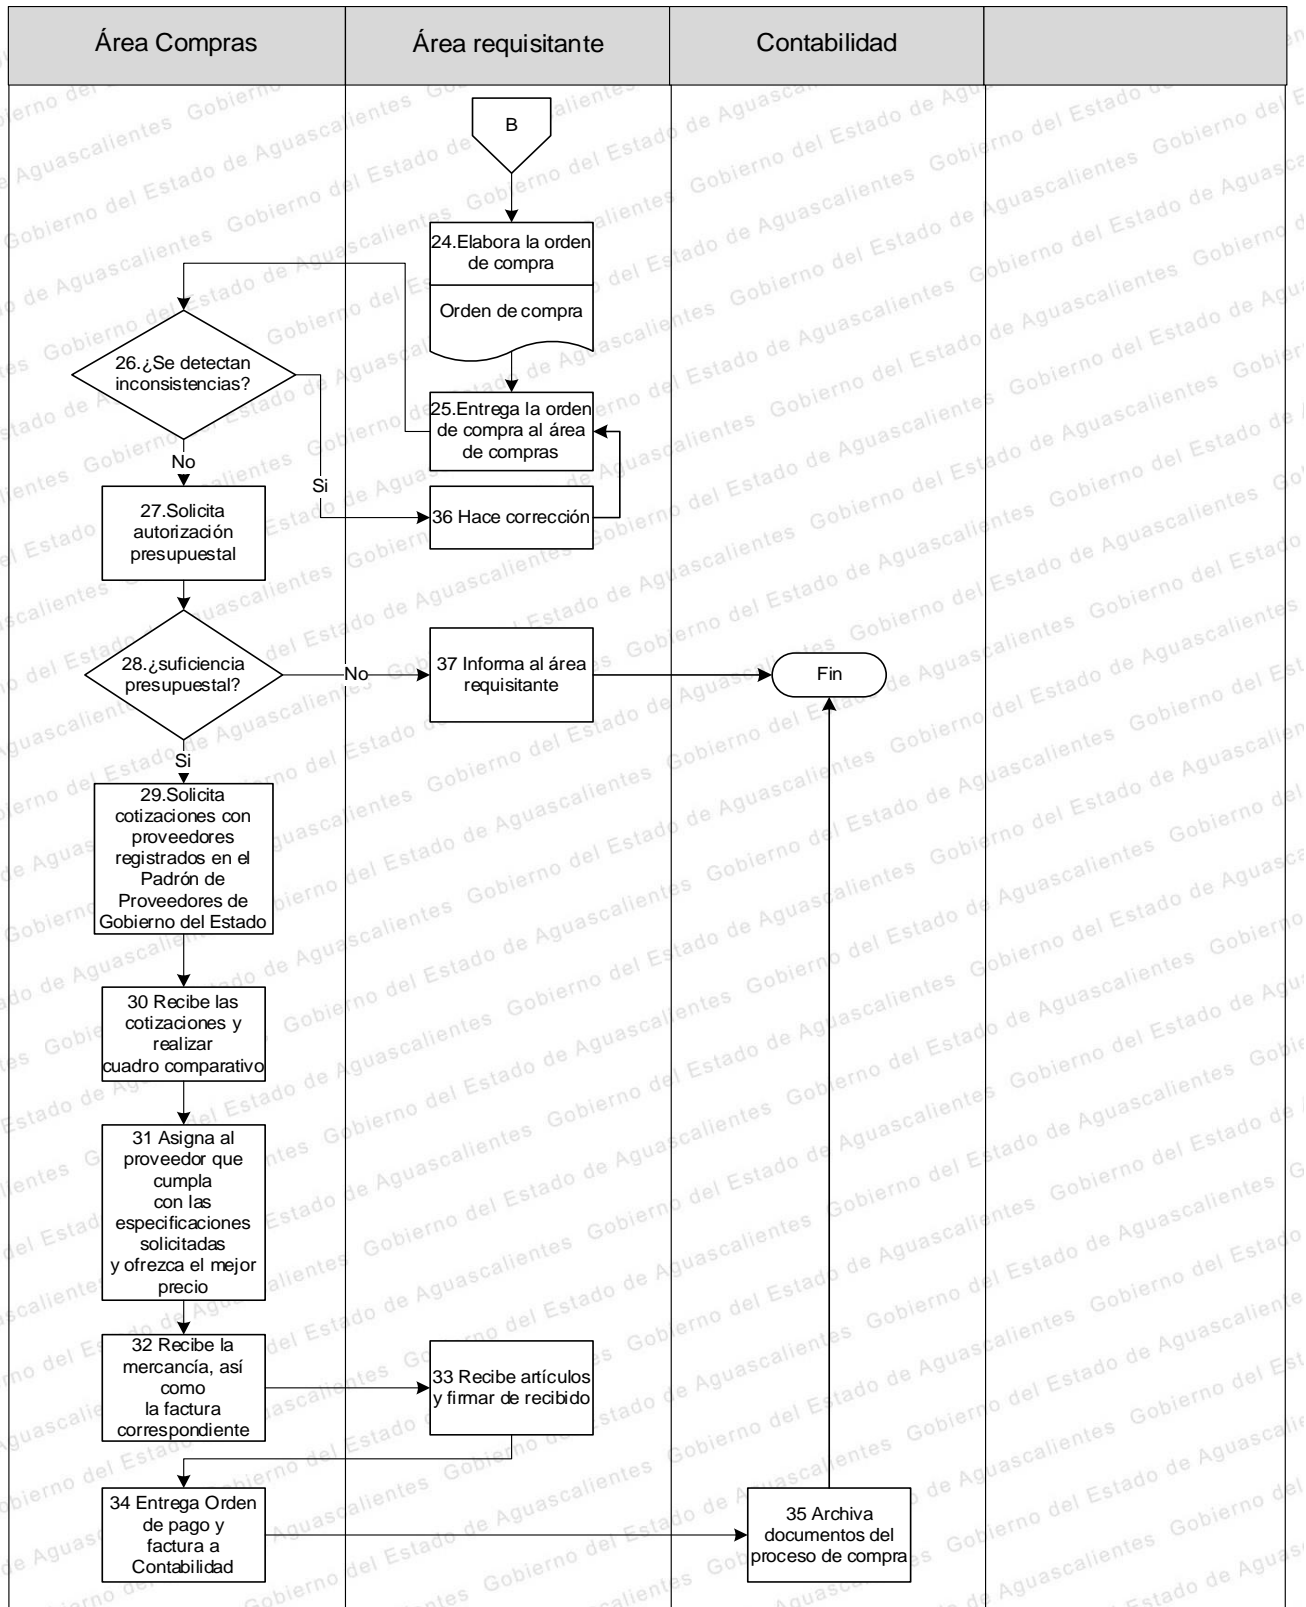 Área Compras
Área requisitante
Contabilidad
B
24.Elabora la orden
de compra
Orden de compra
26.¿Se detectan
inconsistencias?
25.Entrega la orden
de compra al área
de compras
No
Si
27.Solicita
autorización
presupuestal
36 Hace corrección
28.¿suficiencia
presupuestal?
No
37 Informa al área
requisitante
Fin
Si
29.Solicita
cotizaciones con
proveedores
registrados en el
Padrón de
Proveedores de
Gobierno del Estado
30 Recibe las
cotizaciones y
realizar
cuadro comparativo
31 Asigna al
proveedor que
cumpla
con las
especificaciones
solicitadas
y ofrezca el mejor
precio
32 Recibe la
mercancía, así
como
la factura
correspondiente
33 Recibe artículos
y firmar de recibido
34 Entrega Orden
de pago y
factura a
Contabilidad
35 Archiva
documentos del
proceso de compra
Gobierno del Estado de Aguascalientes